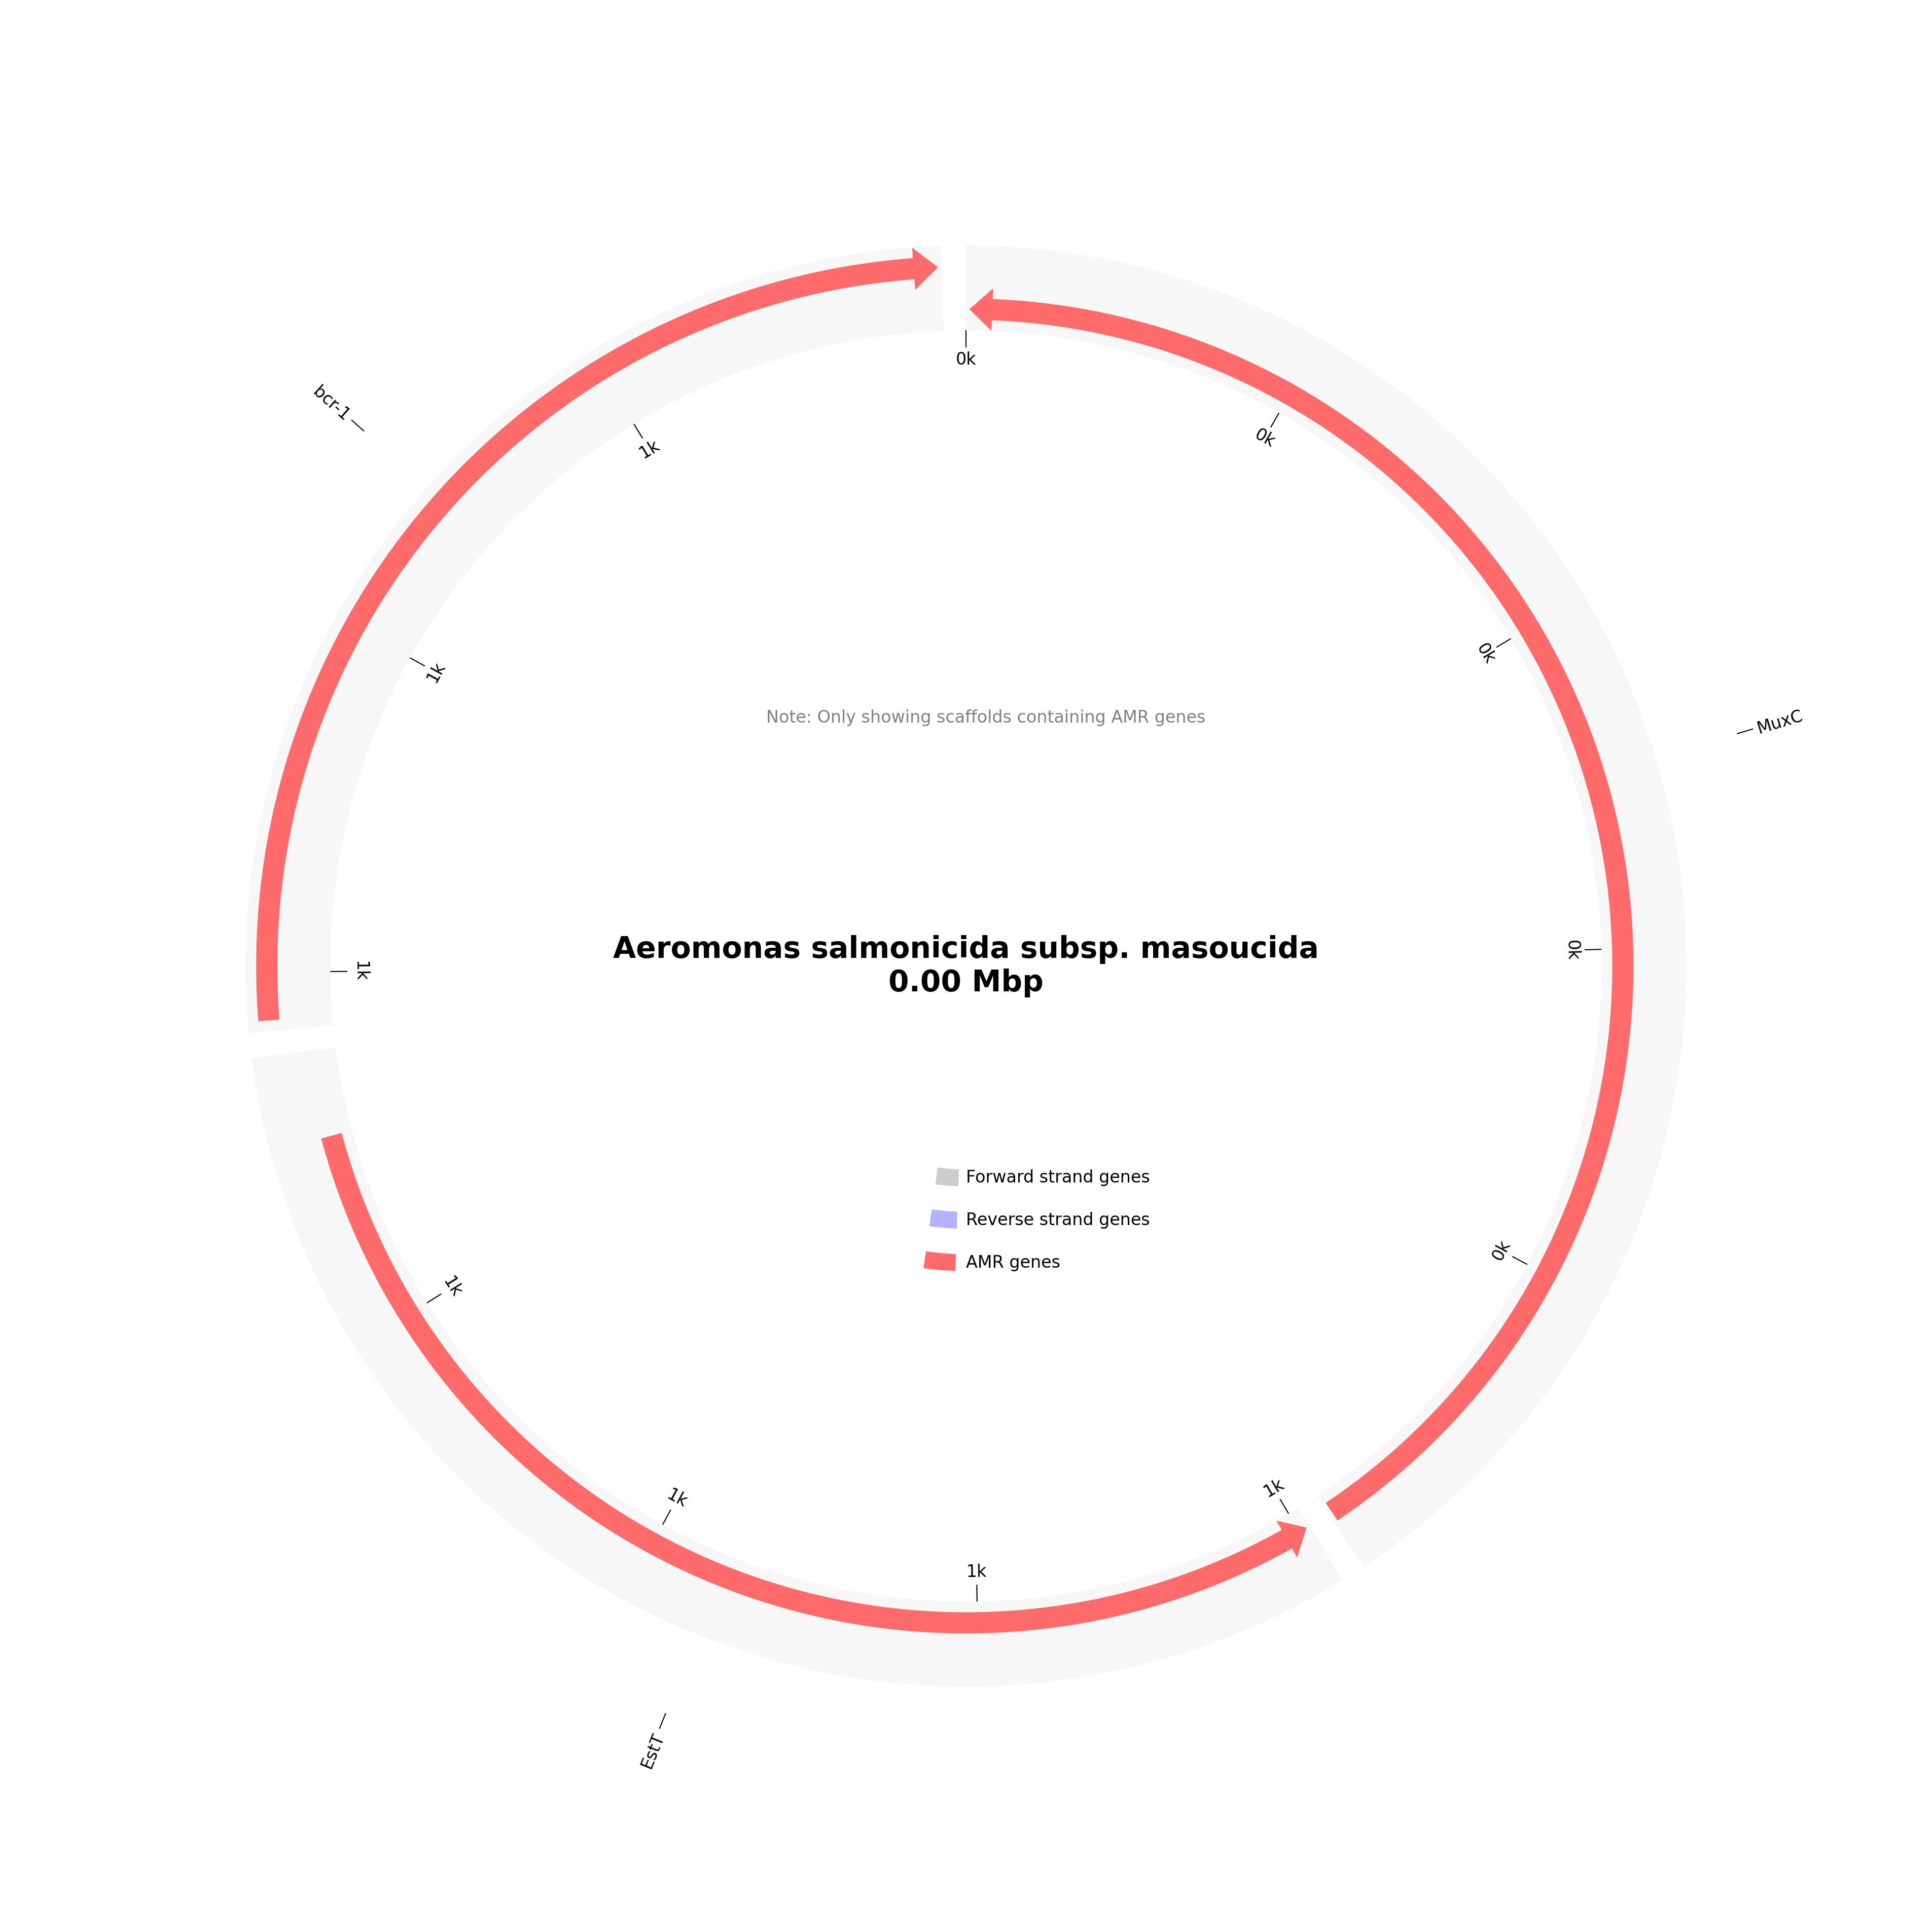 bcr-1
0k
0k
1k
0k
1k
MuxC
Note: Only showing scaffolds containing AMR genes
Aeromonas salmonicida subsp. masoucida
0.00 Mbp
0k
1k
Forward strand genes
Reverse strand genes
AMR genes
0k
1k
1k
1k
1k
EstT